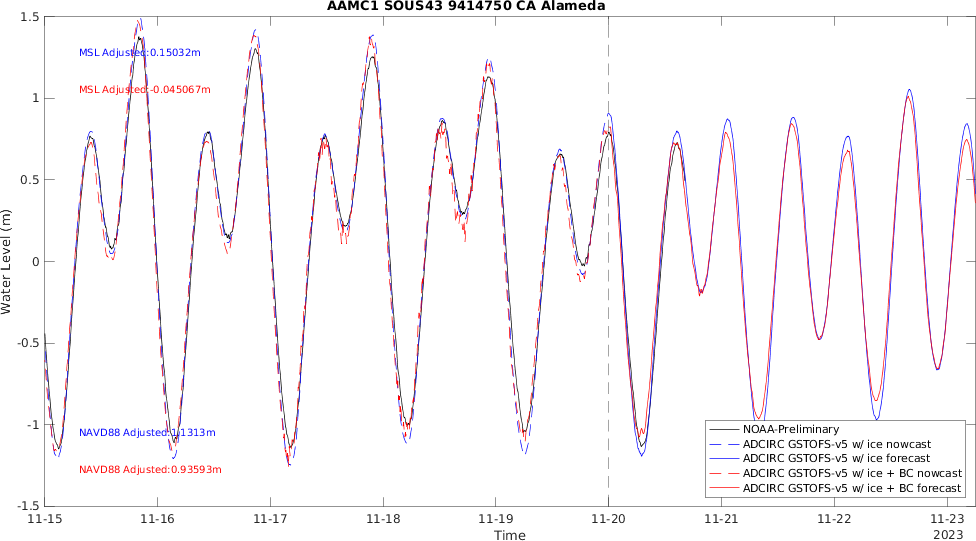 AAMC1 SOUS43 9414750 CA Alameda
1.5
MSL Adjusted:0.15032m
MSL Adjusted:-0.045067m
1
0.5
0
-0.5
-1
-1.5
Water Level (m)
NAVD88 Adjusted:1.1313m
NAVD88 Adjusted:0.93593m
NOAA-Preliminary
ADCIRC GSTOFS-v5 w/ ice nowcast
ADCIRC GSTOFS-v5 w/ ice forecast
ADCIRC GSTOFS-v5 w/ ice + BC nowcast
ADCIRC GSTOFS-v5 w/ ice + BC forecast
11-15 11-16 11-17 11-18 11-19 11-20 11-21 11-22 11-23
Time
2023